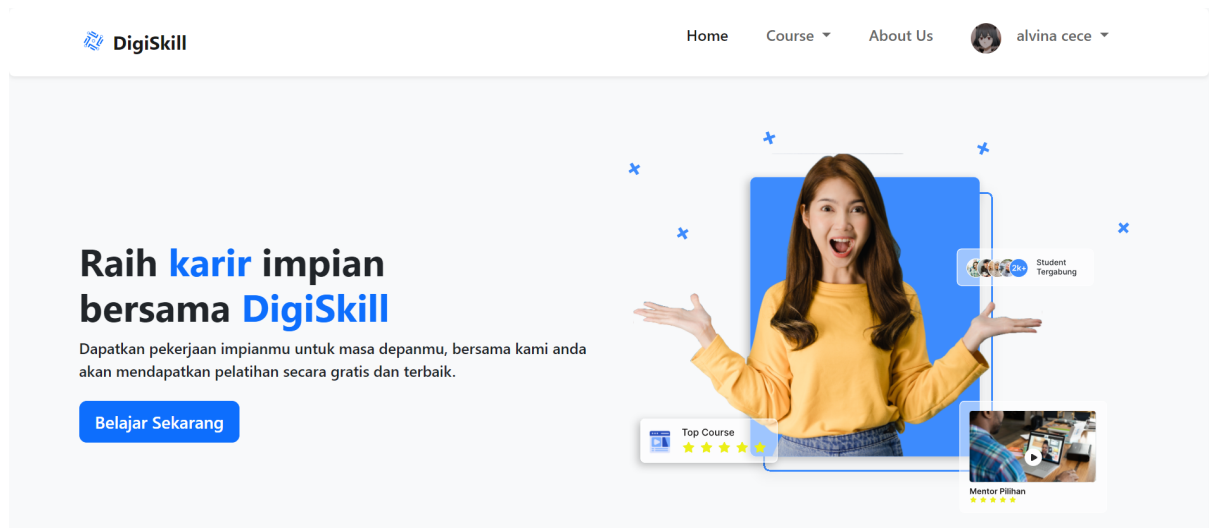 DigiSkill
Home
Course
About Us
alvina cece
Raih karir impian
bersama DigiSkill
Dapatkan pekerjaan impianmu untuk masa depanmu, bersama kami anda
akan mendapatkan pelatihan secara gratis dan terbaik.
Belajar Sekarang
2k+
Student
Tergabung
Top Course
Mentor Pilihan